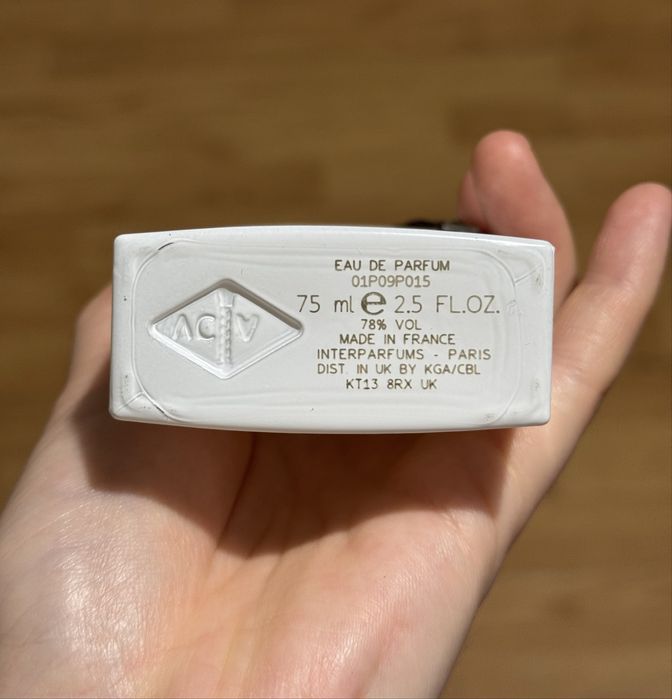 EAU DE PARFUM
01P09P015
75 ml e 2.5 FL.OZ.
78% VOL
MADE IN FRANCE
INTERPARFUMS - PARIS
DIST. IN UK BY KGA/CBL
KT13 8RX UK